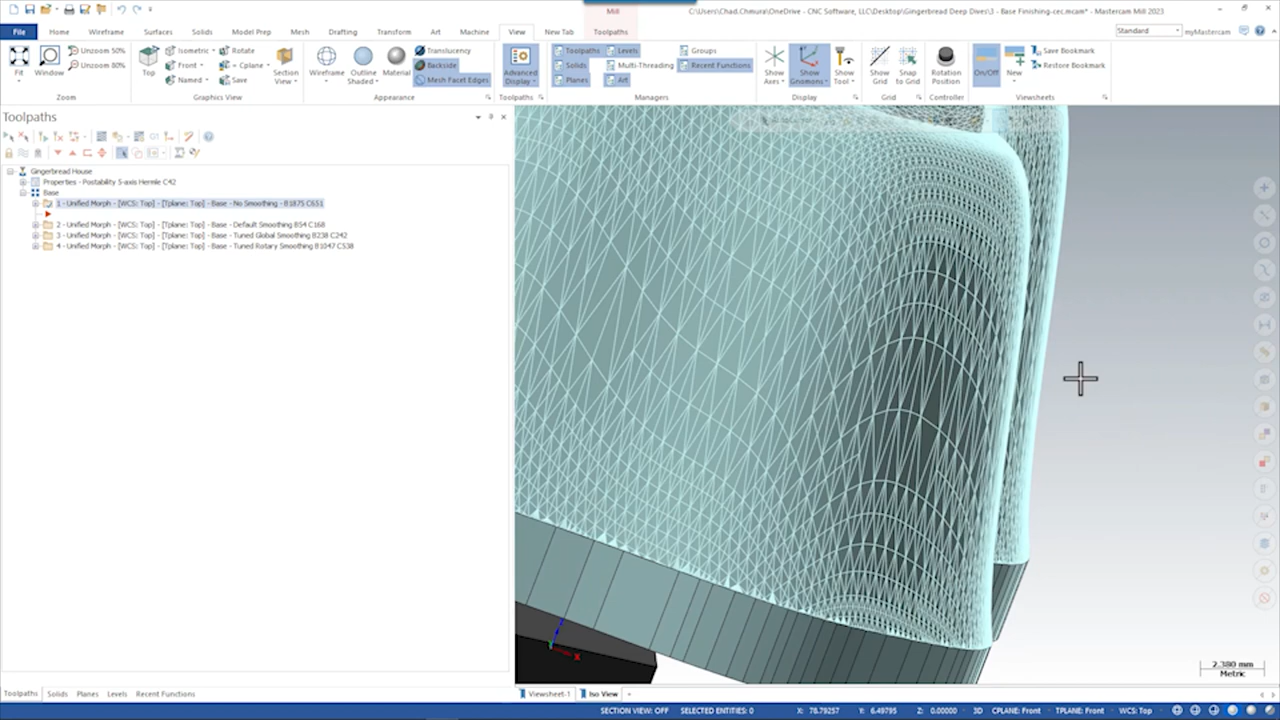 Mill
C:\Users\Chad.Chmura\OneDrive - CNC Software, LLC\Desktop\Gingerbread Deep Dives\3 - Base Finishing-cec.mcam* - Mastercam Mill 2023
File
Home
Wireframe
Surfaces
Solids
Model Prep
Mesh
Drafting
Transform
Art
Machine
View
New Tab
Toolpaths
Standard
myMastercam
Fit
Window
Unzoom 50%
Unzoom 80%
Zoom
Top
Isometric
Front
Named
Rotate
Cplane
Save
Section View
Graphics View
Wireframe
Outline Shaded
Material
Translucency
Backside
Mesh Facet Edges
Appearance
Advanced Display
Toolpaths
Toolpaths
Solids
Planes
Levels
Multi-Threading
Art
Groups
Recent Functions
Managers
Show Axes
Show Gnomons
Show Tool
Display
Show Grid
Snap to Grid
Grid
Rotation Position
Controller
On/Off
New
Save Bookmark
Restore Bookmark
Viewsheets
Toolpaths
Gingerbread House
Properties - Postability 5-axis Hermle C42
Base
1 - Unified Morph - [WCS: Top] - [Tplane: Top] - Base - No Smoothing - B1875 C651
2 - Unified Morph - [WCS: Top] - [Tplane: Top] - Base - Default Smoothing B54 C168
3 - Unified Morph - [WCS: Top] - [Tplane: Top] - Base - Tuned Global Smoothing B238 C242
4 - Unified Morph - [WCS: Top] - [Tplane: Top] - Base - Tuned Rotary Smoothing B1047 C538
X
2.380 mm
Metric
Toolpaths
Solids
Planes
Levels
Recent Functions
Viewsheet-1
Iso View
SECTION VIEW: OFF
SELECTED ENTITIES: 0
X: 78.79257
Y: 6.49795
Z: 0.00000
3D
CPLANE: Front
TPLANE: Front
WCS: Top